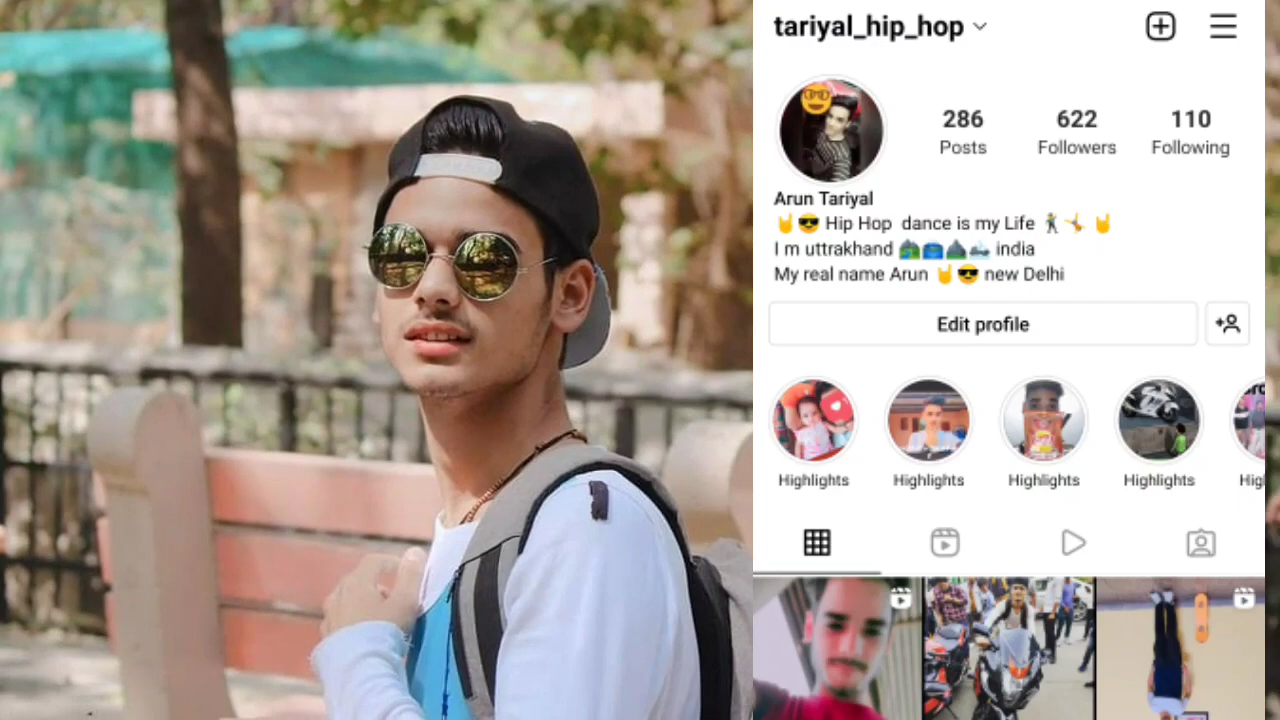 tariyal_hip_hop
286
622
110
Posts
Followers
Following
Arun Tariyal
🤘😎 Hip Hop  dance is my Life 🕺🤸 🤘
I m uttrakhand 🏞️🌅⛰️🏔️ india
My real name Arun 🤘😎 new Delhi
Edit profile
Highlights
Highlights
Highlights
Highlights